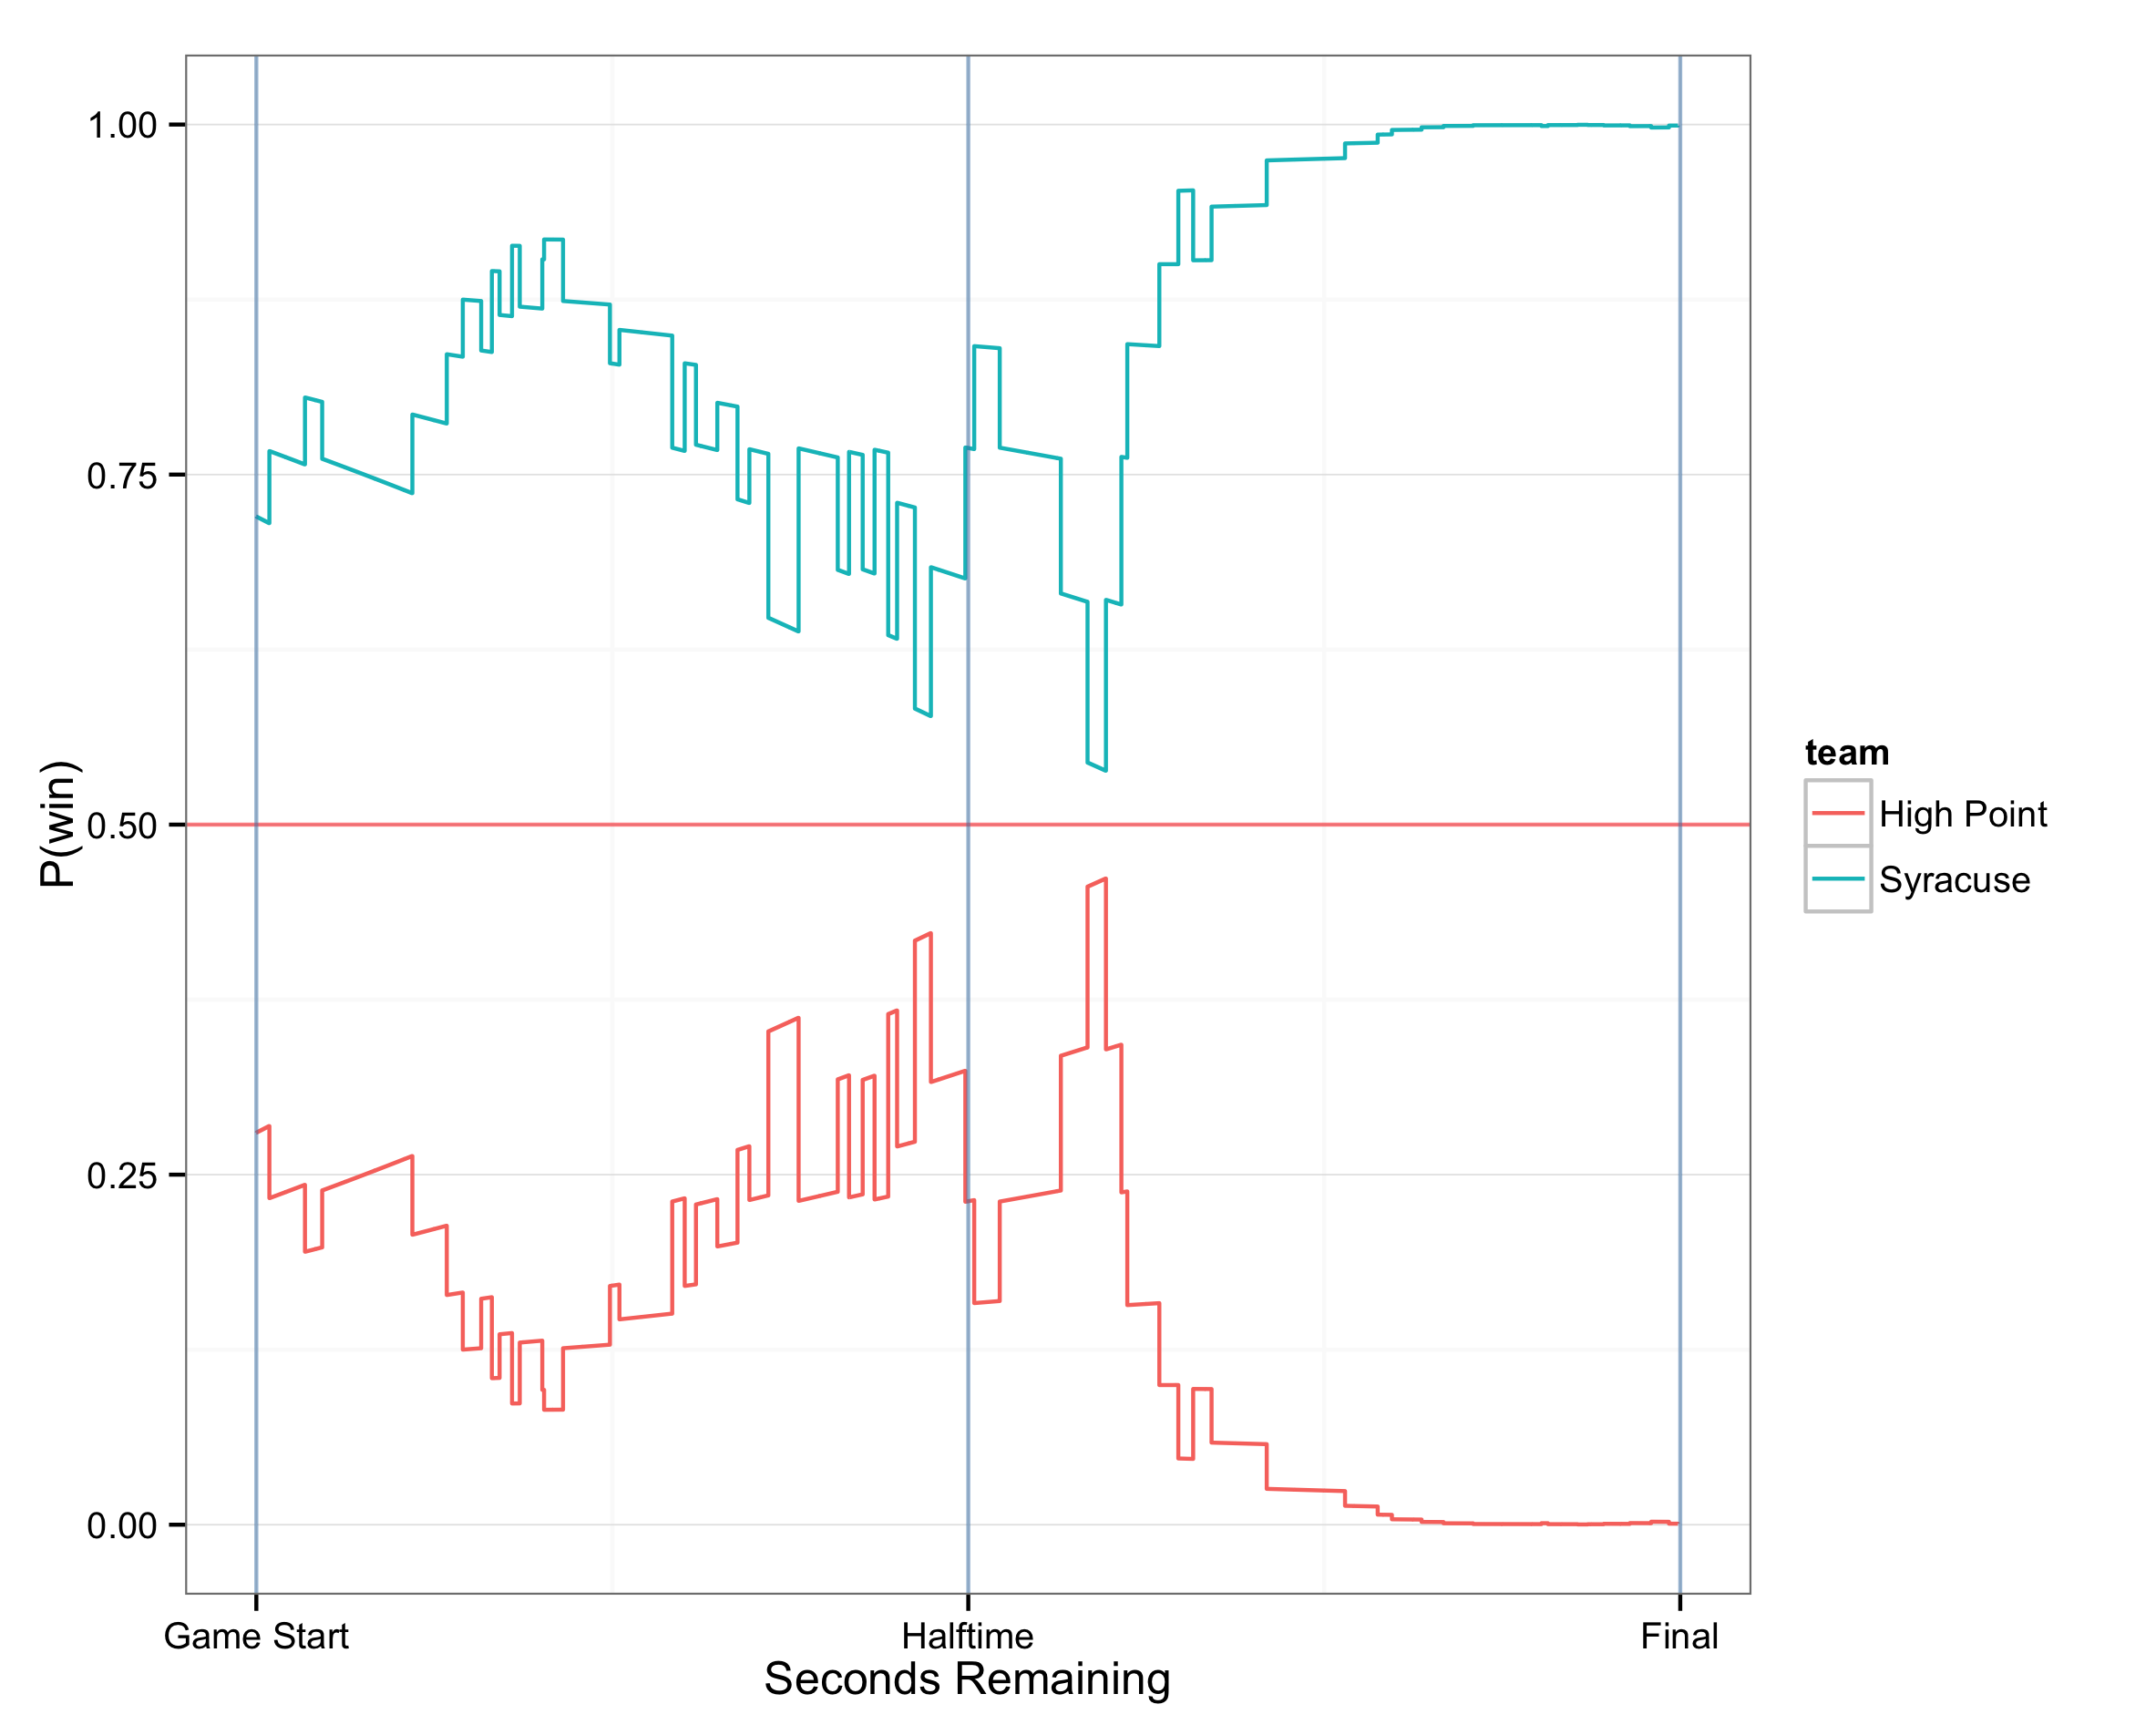 1.00
0.75
0.50
0.25
0.00
P(win)
Game Start
Halftime
Final
Seconds Remaining
team
High Point
Syracuse